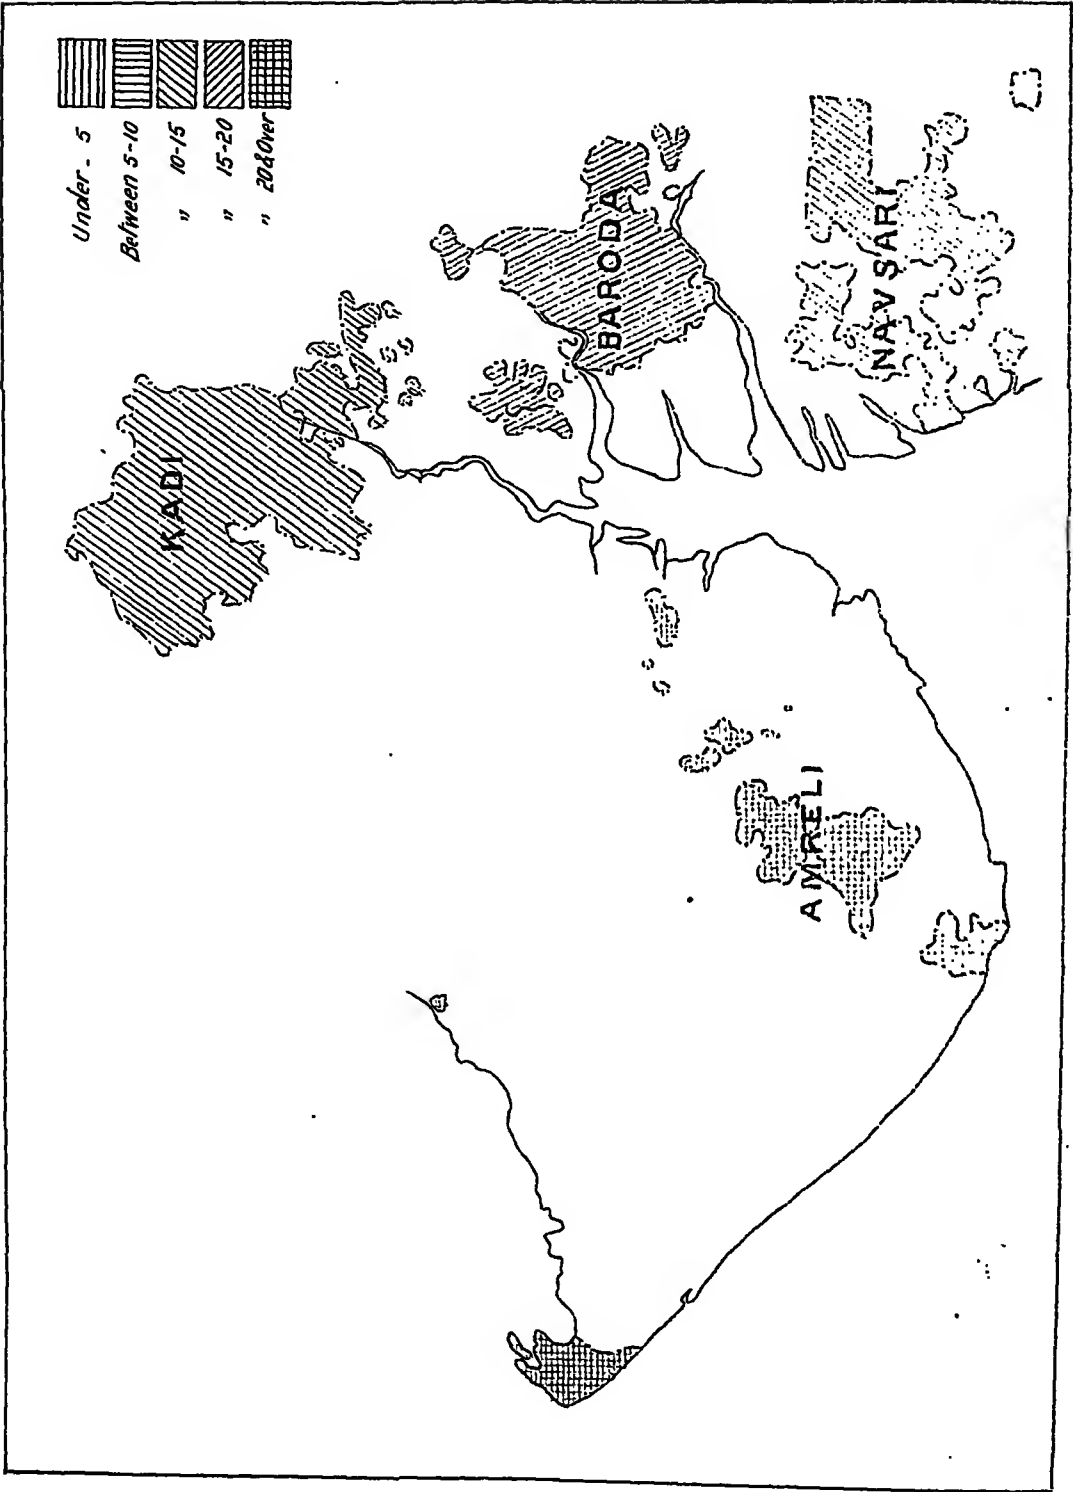 Under - 5
Between 5-10
" 10-15
" 15-20
" 20&Over
KADI
BARODA
NAVSARI
AMRELI